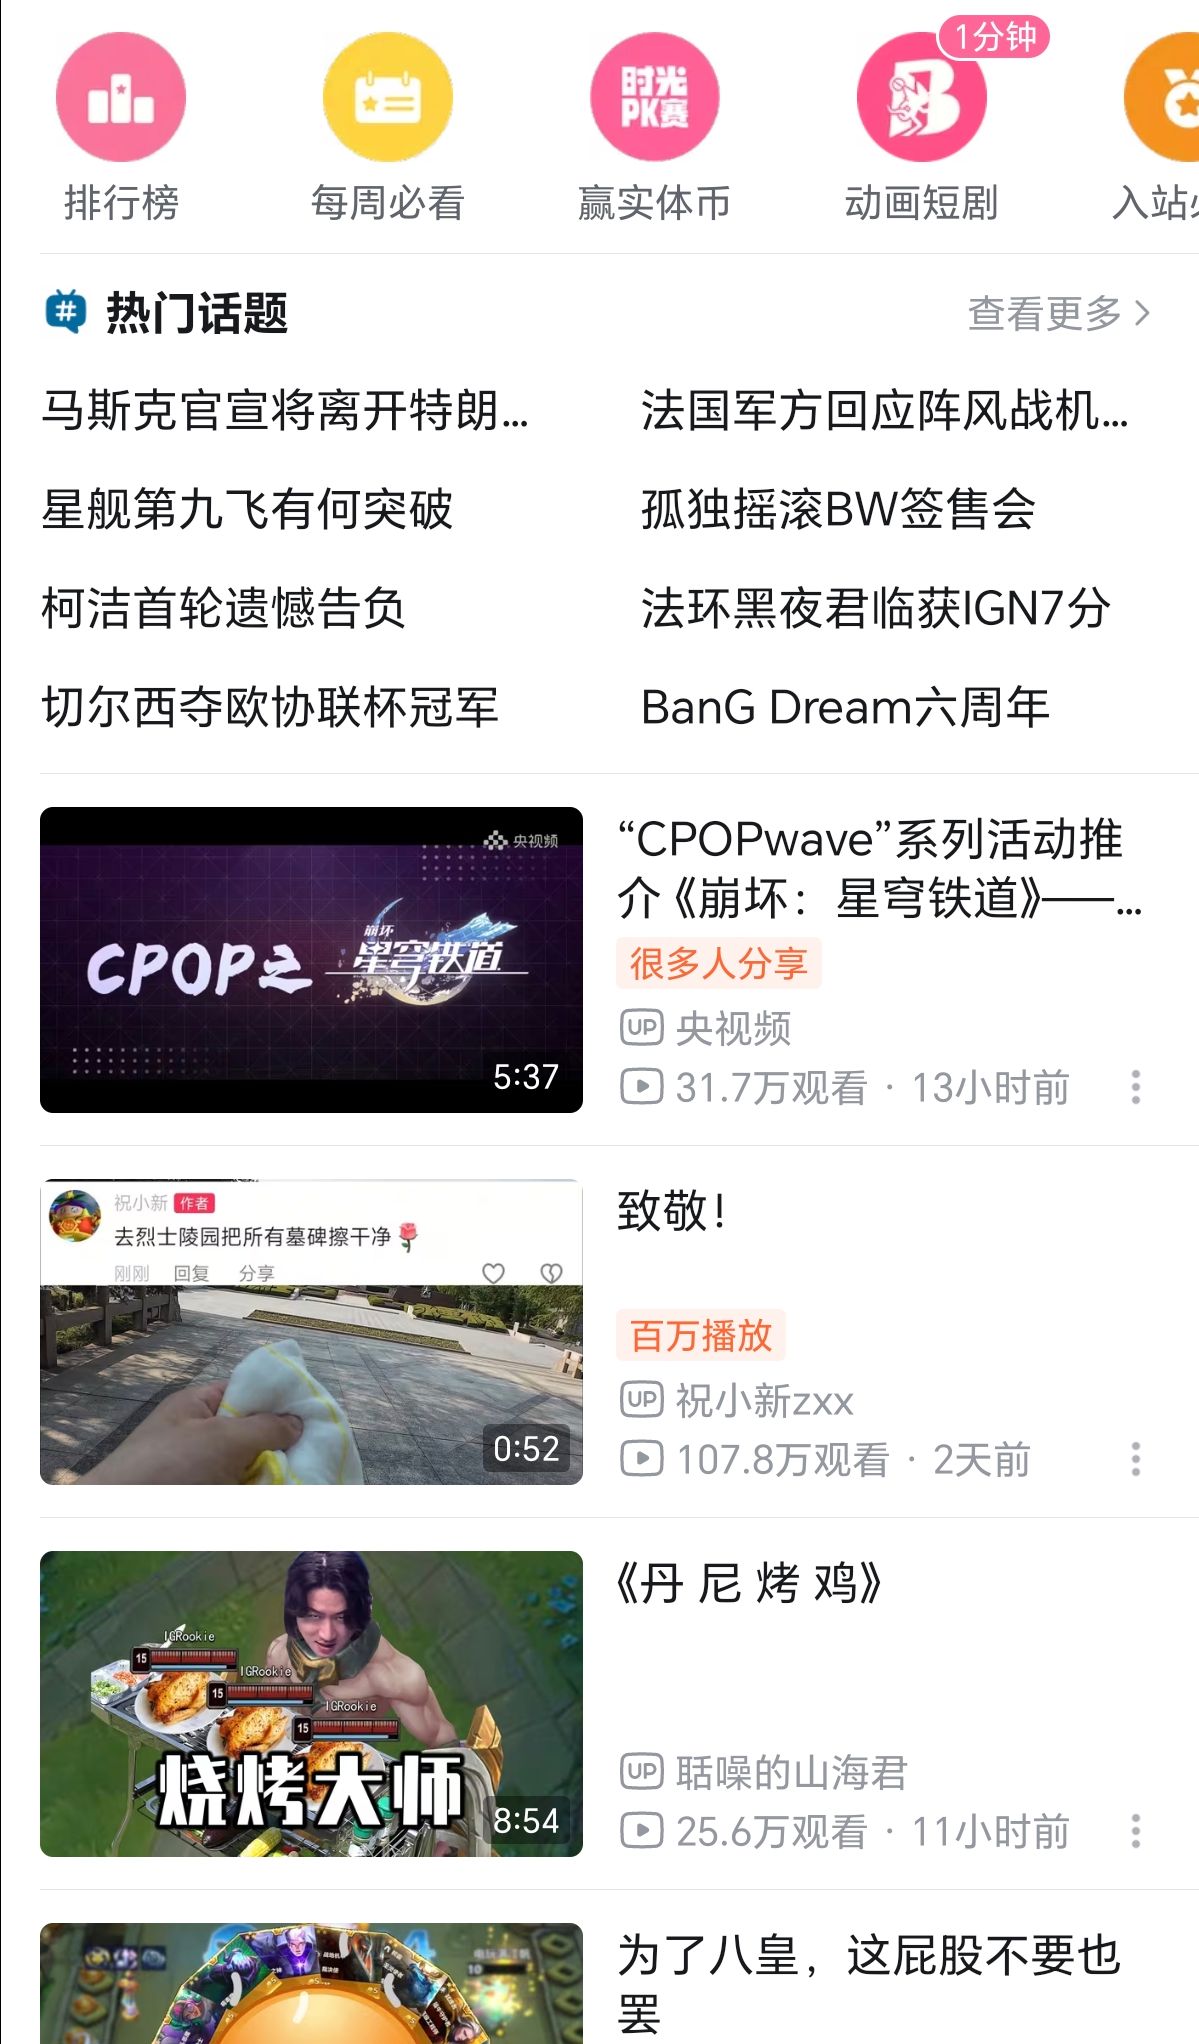 1分钟
时光
PK赛
排行榜
每周必看
赢实体币
动画短剧
入站
热门话题
查看更多
马斯克官宣将离开特朗...
法国军方回应阵风战机...
星舰第九飞有何突破
孤独摇滚BW签售会
柯洁首轮遗憾告负
法环黑夜君临获IGN7分
切尔西夺欧协联杯冠军
BanG Dream六周年
央视频
CPOP之
崩坏
星穹铁道
5:37
“CPOPwave”系列活动推
介《崩坏：星穹铁道》——...
很多人分享
UP 央视频
31.7万观看 · 13小时前
祝小新 作者
去烈士陵园把所有墓碑擦干净🌹
刚刚 回复 分享
0:52
致敬！
百万播放
UP 祝小新zxx
107.8万观看 · 2天前
IGRookie
15
IGRookie
15
IGRookie
15
烧烤大师
8:54
《丹 尼 烤 鸡》
UP 聒噪的山海君
25.6万观看 · 11小时前
为了八皇，这屁股不要也
罢